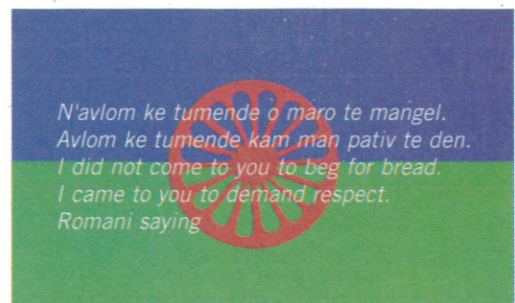 N'avlom ke tumende o maro te mangel.
Avlom ke tumende kam man pativ te den.
I did not come to you to beg for bread.
I came to you to demand respect.
Romani saying